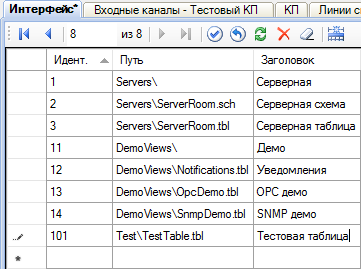 Интерфейс* Входные каналы - Тестовый КП КП Линии с
8 из 8
Идент. Путь Заголовок
1 Servers\ Серверная
2 Servers\ServerRoom.sch Серверная схема
3 Servers\ServerRoom.tbl Серверная таблица
11 DemoViews\ Демо
12 DemoViews\Notifications.tbl Уведомления
13 DemoViews\OpcDemo.tbl OPC демо
14 DemoViews\SnmpDemo.tbl SNMP демо
101 Test\TestTable.tbl Тестовая таблица